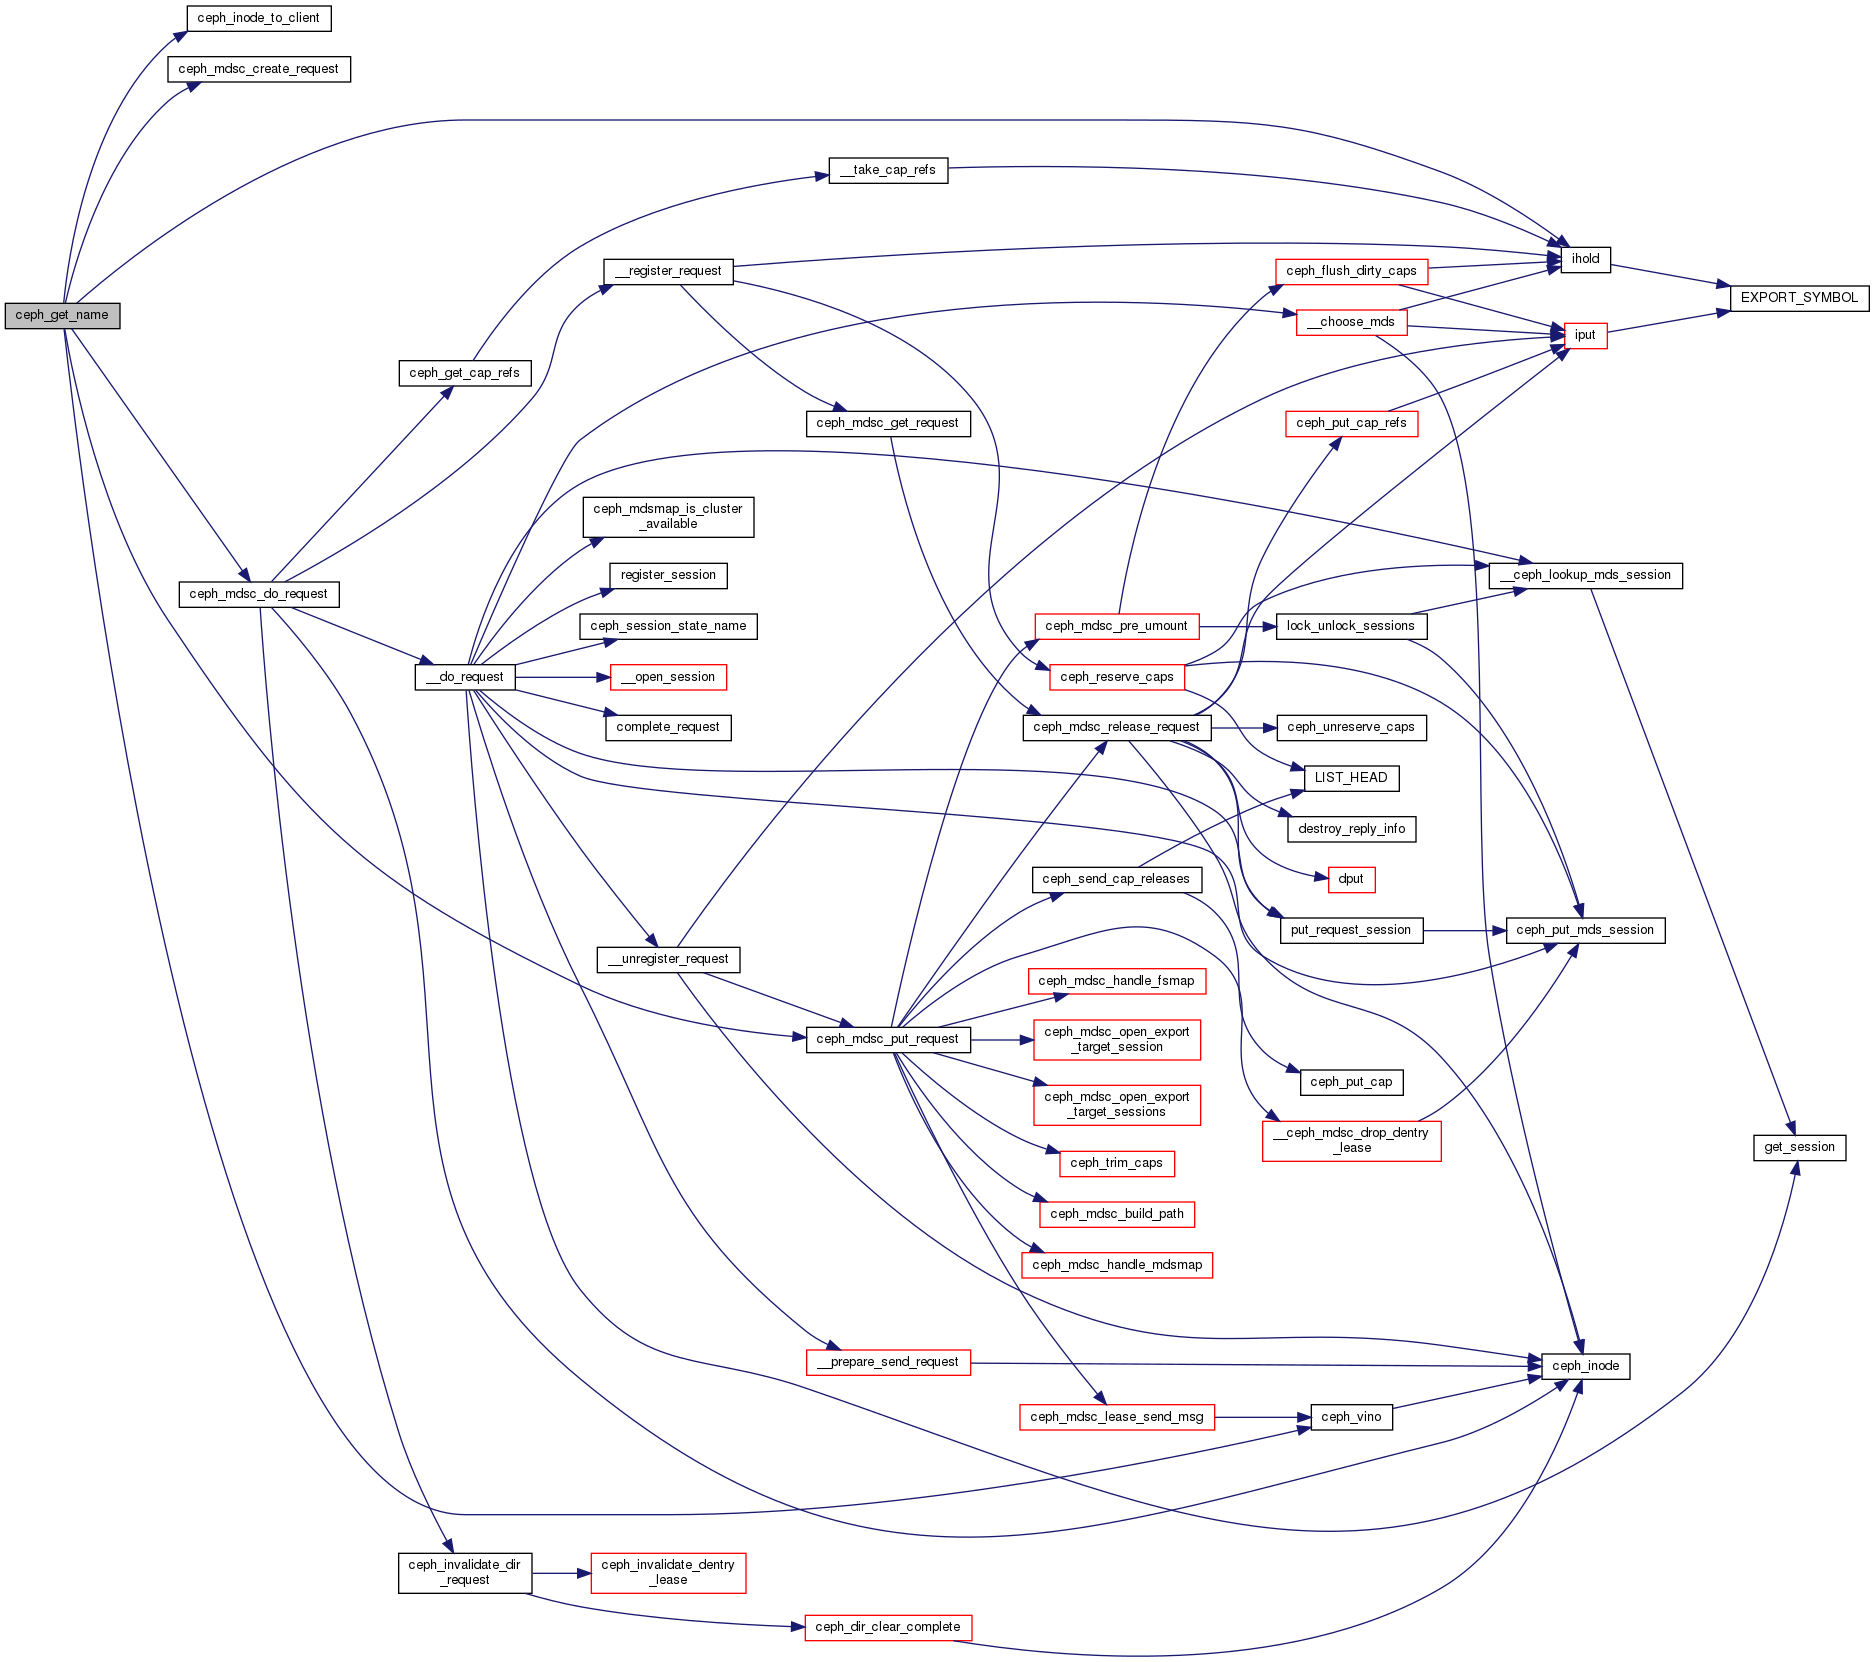 ceph_inode_to_client
ceph_mdsc_create_request
__take_cap_refs
ihold
__register_request
ceph_flush_dirty_caps
EXPORT_SYMBOL
ceph_get_name
__choose_mds
iput
ceph_get_cap_refs
ceph_mdsc_get_request
ceph_put_cap_refs
ceph_mdsmap_is_cluster
_available
register_session
__ceph_lookup_mds_session
ceph_mdsc_do_request
ceph_session_state_name
ceph_mdsc_pre_umount
lock_unlock_sessions
__do_request
__open_session
ceph_reserve_caps
complete_request
ceph_mdsc_release_request
ceph_unreserve_caps
LIST_HEAD
destroy_reply_info
ceph_send_cap_releases
dput
put_request_session
ceph_put_mds_session
__unregister_request
ceph_mdsc_handle_fsmap
ceph_mdsc_put_request
ceph_mdsc_open_export
_target_session
ceph_put_cap
ceph_mdsc_open_export
_target_sessions
__ceph_mdsc_drop_dentry
_lease
get_session
ceph_trim_caps
ceph_mdsc_build_path
ceph_mdsc_handle_mdsmap
__prepare_send_request
ceph_inode
ceph_mdsc_lease_send_msg
ceph_vino
ceph_invalidate_dir
_request
ceph_invalidate_dentry
_lease
ceph_dir_clear_complete